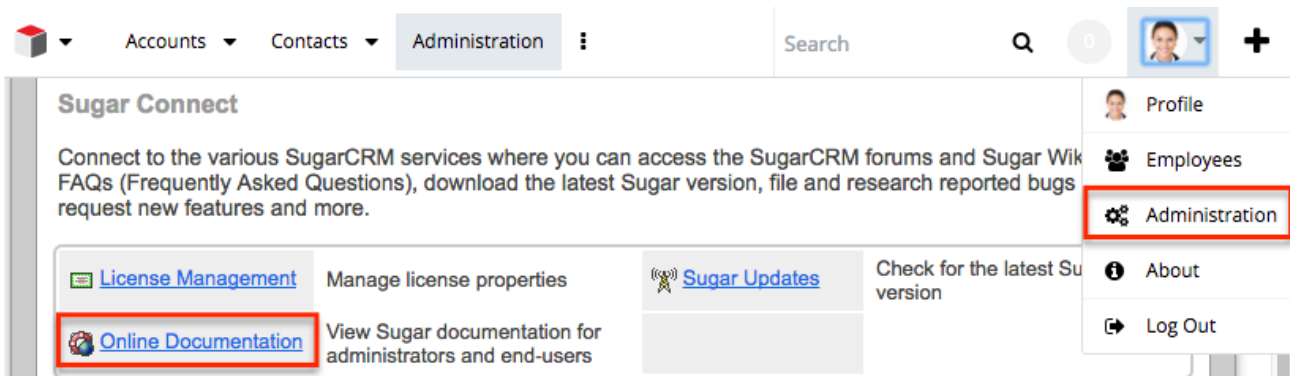 Accounts Contacts Administration Search 0
Sugar Connect
Connect to the various SugarCRM services where you can access the SugarCRM forums and Sugar Wik
FAQs (Frequently Asked Questions), download the latest Sugar version, file and research reported bugs
request new features and more.
License Management Manage license properties Sugar Updates Check for the latest Su
version
Online Documentation View Sugar documentation for
administrators and end-users
Profile
Employees
Administration
About
Log Out